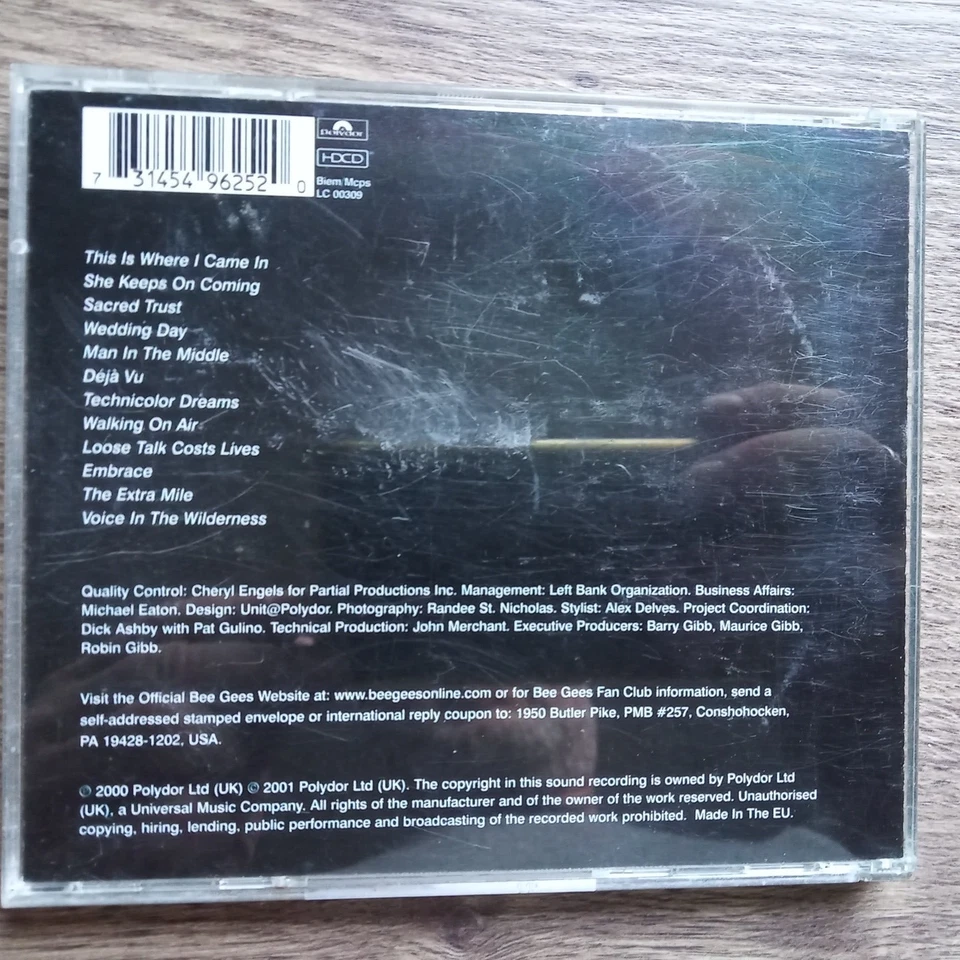 7 31454 96252 0
polydor
HDCD
Biem/Mcps
LC 00309
This Is Where I Came In
She Keeps On Coming
Sacred Trust
Wedding Day
Man In The Middle
Déjà Vu
Technicolor Dreams
Walking On Air
Loose Talk Costs Lives
Embrace
The Extra Mile
Voice In The Wilderness
Quality Control: Cheryl Engels for Partial Productions Inc. Management: Left Bank Organization. Business Affairs:
Michael Eaton. Design: Unit@Polydor. Photography: Randee St. Nicholas. Stylist: Alex Delves. Project Coordination:
Dick Ashby with Pat Gulino. Technical Production: John Merchant. Executive Producers: Barry Gibb, Maurice Gibb,
Robin Gibb.
Visit the Official Bee Gees Website at: www.beegeesonline.com or for Bee Gees Fan Club information, send a
self-addressed stamped envelope or international reply coupon to: 1950 Butler Pike, PMB #257, Conshohocken,
PA 19428-1202, USA.
℗ 2000 Polydor Ltd (UK) © 2001 Polydor Ltd (UK). The copyright in this sound recording is owned by Polydor Ltd
(UK), a Universal Music Company. All rights of the manufacturer and of the owner of the work reserved. Unauthorised
copying, hiring, lending, public performance and broadcasting of the recorded work prohibited. Made In The EU.